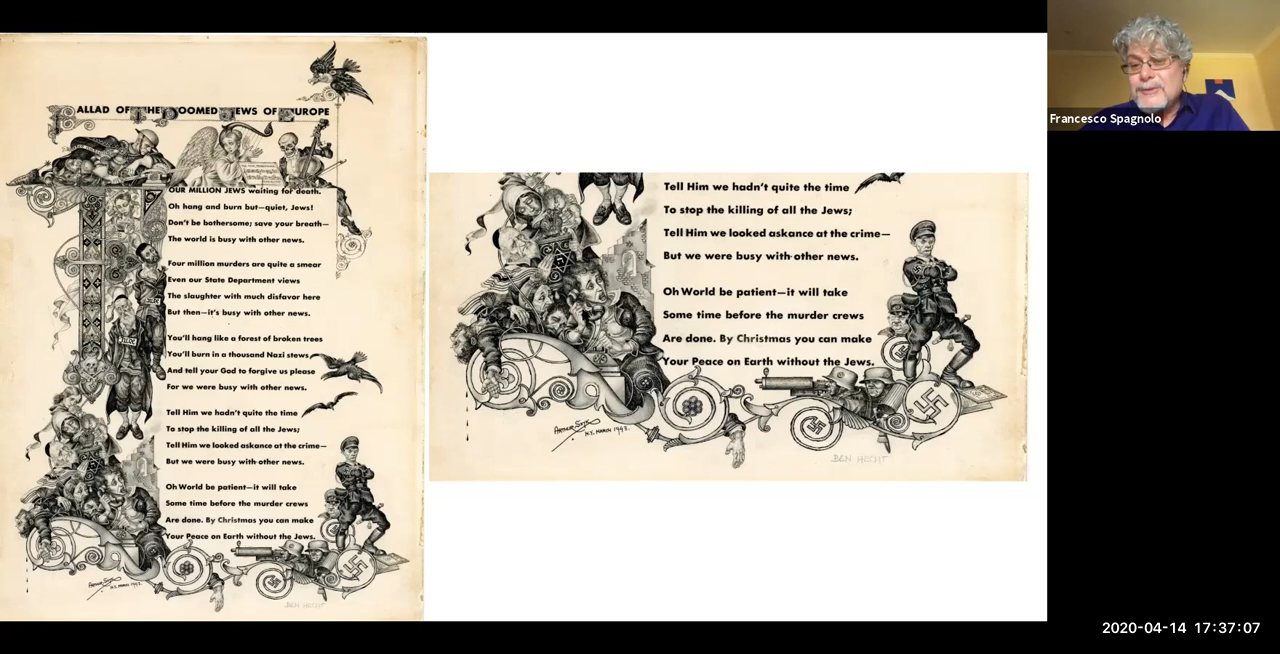 BALLAD OF THE DOOMED JEWS OF EUROPE
FOUR MILLION JEWS waiting for death.
Oh hang and burn but—quiet, Jews!
Don't be bothersome; save your breath—
The world is busy with other news.
Four million murders are quite a smear
Even our State Department views
The slaughter with much disfavor here
But then—it's busy with other news.
You'll hang like a forest of broken trees
You'll burn in a thousand Nazi stews
And tell your God to forgive us please
For we were busy with other news.
Tell Him we hadn't quite the time
To stop the killing of all the Jews;
Tell Him we looked askance at the crime—
But we were busy with other news.
Oh World be patient—it will take
Some time before the murder crews
Are done. By Christmas you can make
Your Peace on Earth without the Jews.
ARTHUR SZYK
N.Y. MARCH 1943.
BEN HECHT
Tell Him we hadn't quite the time
To stop the killing of all the Jews;
Tell Him we looked askance at the crime—
But we were busy with other news.
Oh World be patient—it will take
Some time before the murder crews
Are done. By Christmas you can make
Your Peace on Earth without the Jews.
ARTHUR SZYK
N.Y. MARCH 1943.
BEN HECHT
Francesco Spagnolo
2020-04-14 17:37:07